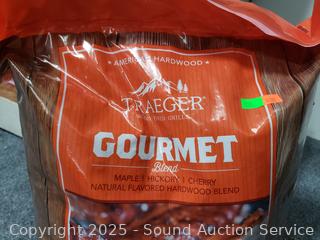 AMERICAN HARDWOOD
TRAEGER
WOOD FIRED GRILLS
GOURMET
Blend
MAPLE | HICKORY | CHERRY
NATURAL FLAVORED HARDWOOD BLEND
Copyright 2025 - Sound Auction Service